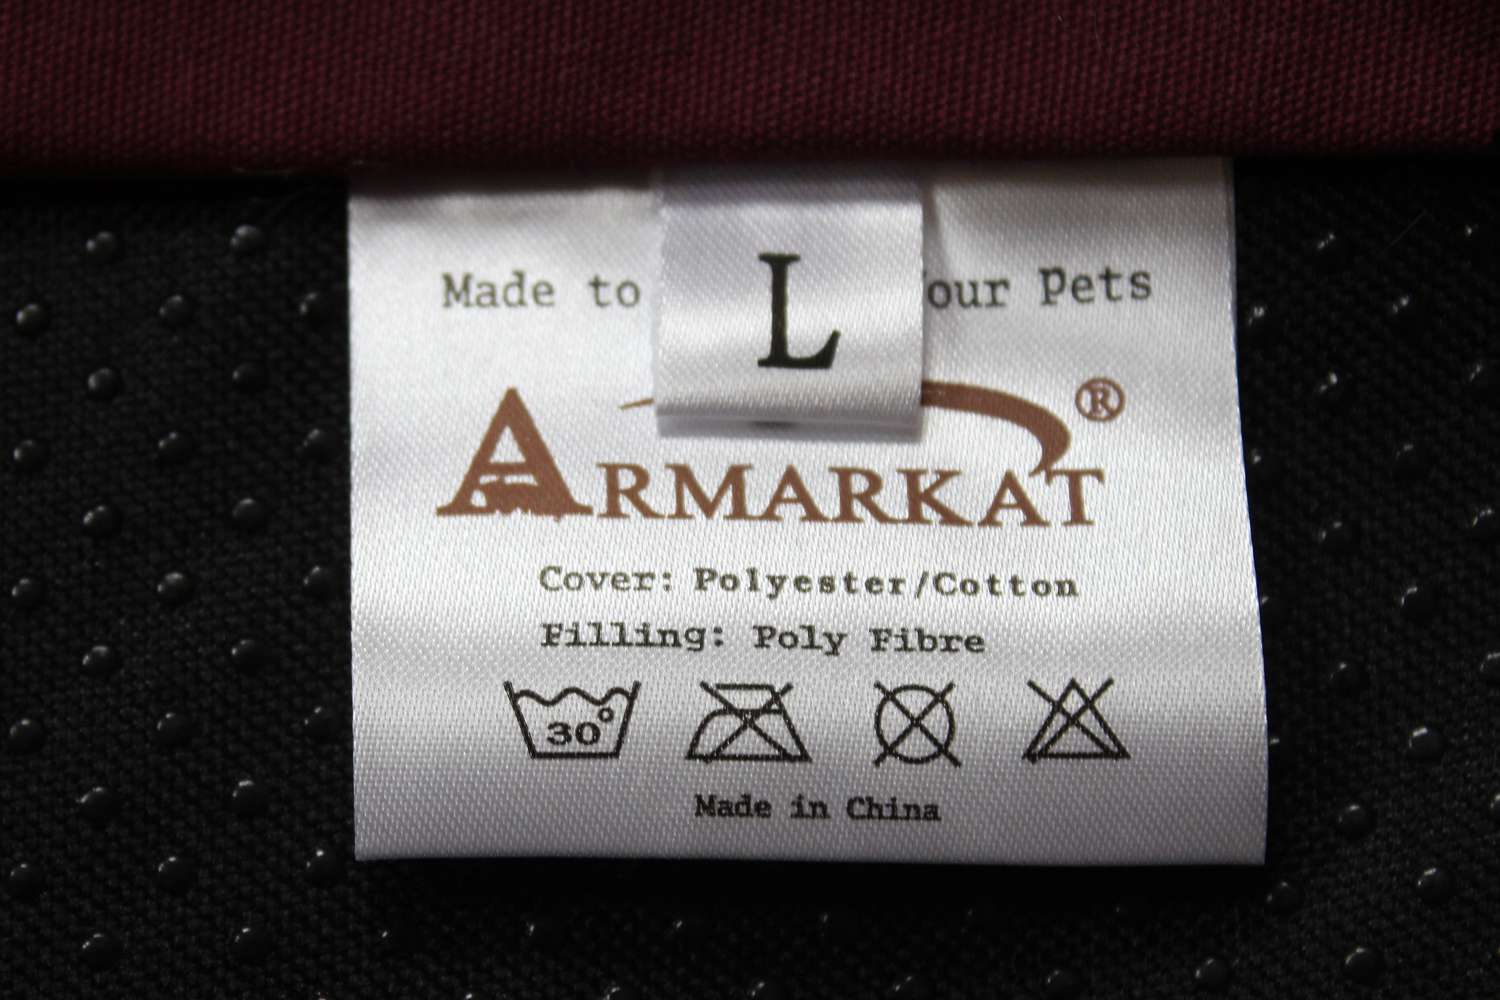 Made to our Pets
L
ARMARKAT®
Cover: Polyester/Cotton
Filling: Poly Fibre
30°
Made in China